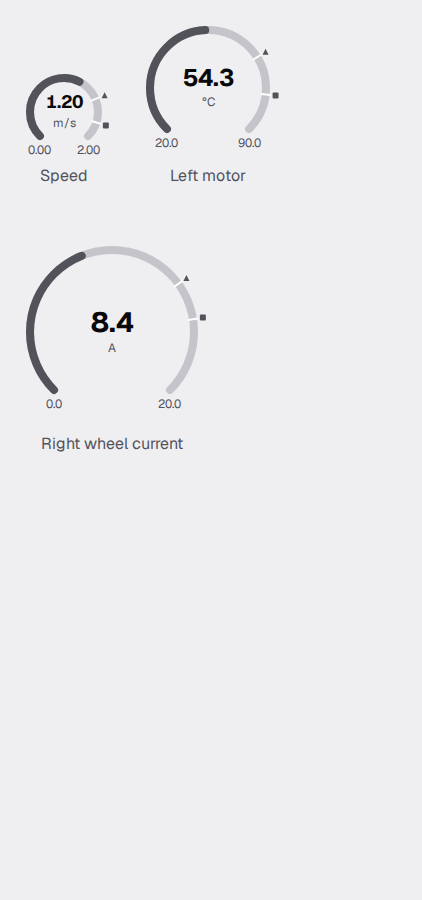 1.20
m/s
0.00 2.00
Speed
54.3
°C
20.0 90.0
Left motor
8.4
A
0.0 20.0
Right wheel current